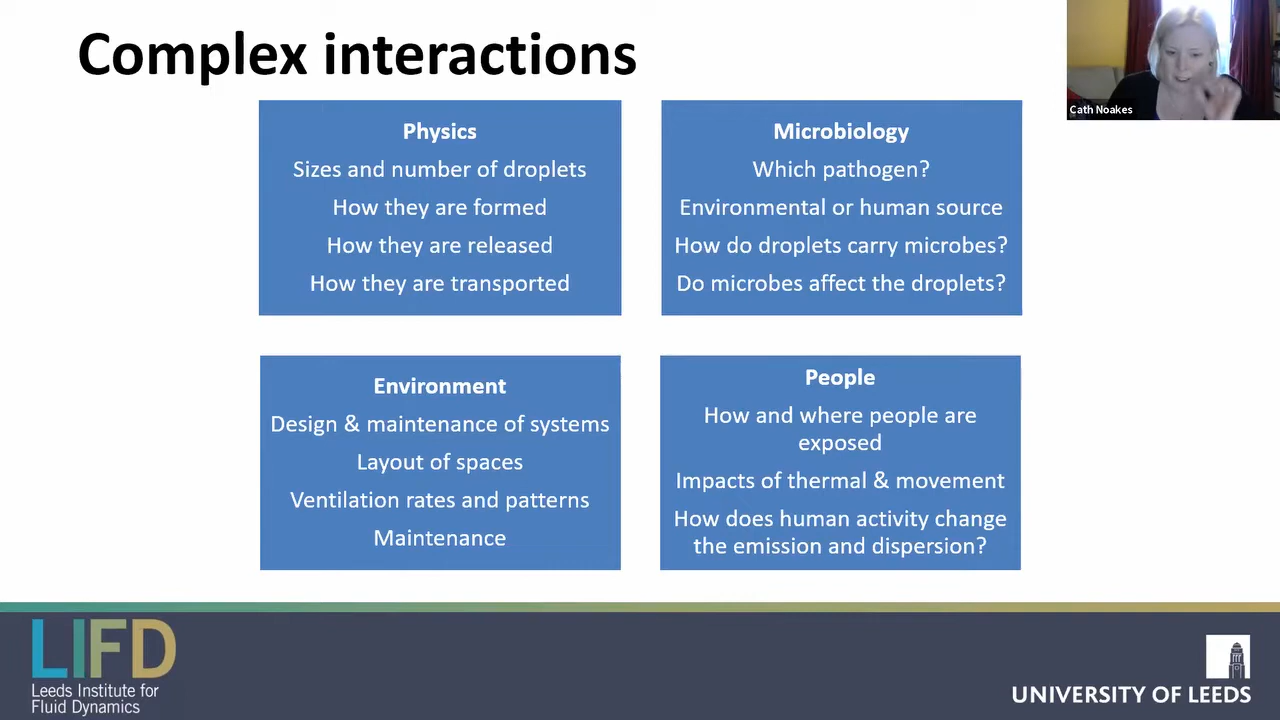 Complex interactions
Cath Noakes
Physics
Sizes and number of droplets
How they are formed
How they are released
How they are transported
Microbiology
Which pathogen?
Environmental or human source
How do droplets carry microbes?
Do microbes affect the droplets?
Environment
Design & maintenance of systems
Layout of spaces
Ventilation rates and patterns
Maintenance
People
How and where people are
exposed
Impacts of thermal & movement
How does human activity change
the emission and dispersion?
LIFD
Leeds Institute for
Fluid Dynamics
UNIVERSITY OF LEEDS